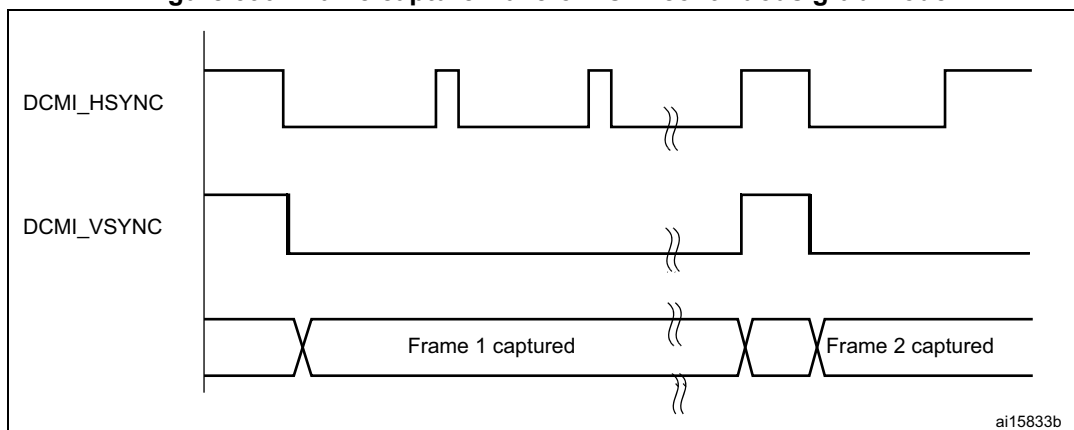 DCMI_HSYNC
DCMI_VSYNC
Frame 1 captured
Frame 2 captured
ai15833b